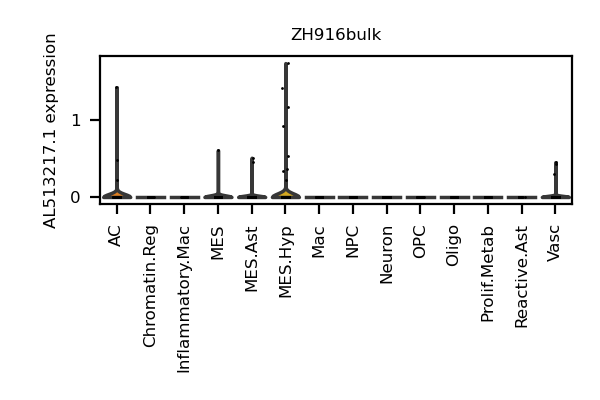 ZH916bulk
AL513217.1 expression
1
0
AC
Chromatin.Reg
Inflammatory.Mac
MES
MES.Ast
MES.Hyp
Mac
NPC
Neuron
OPC
Oligo
Prolif.Metab
Reactive.Ast
Vasc